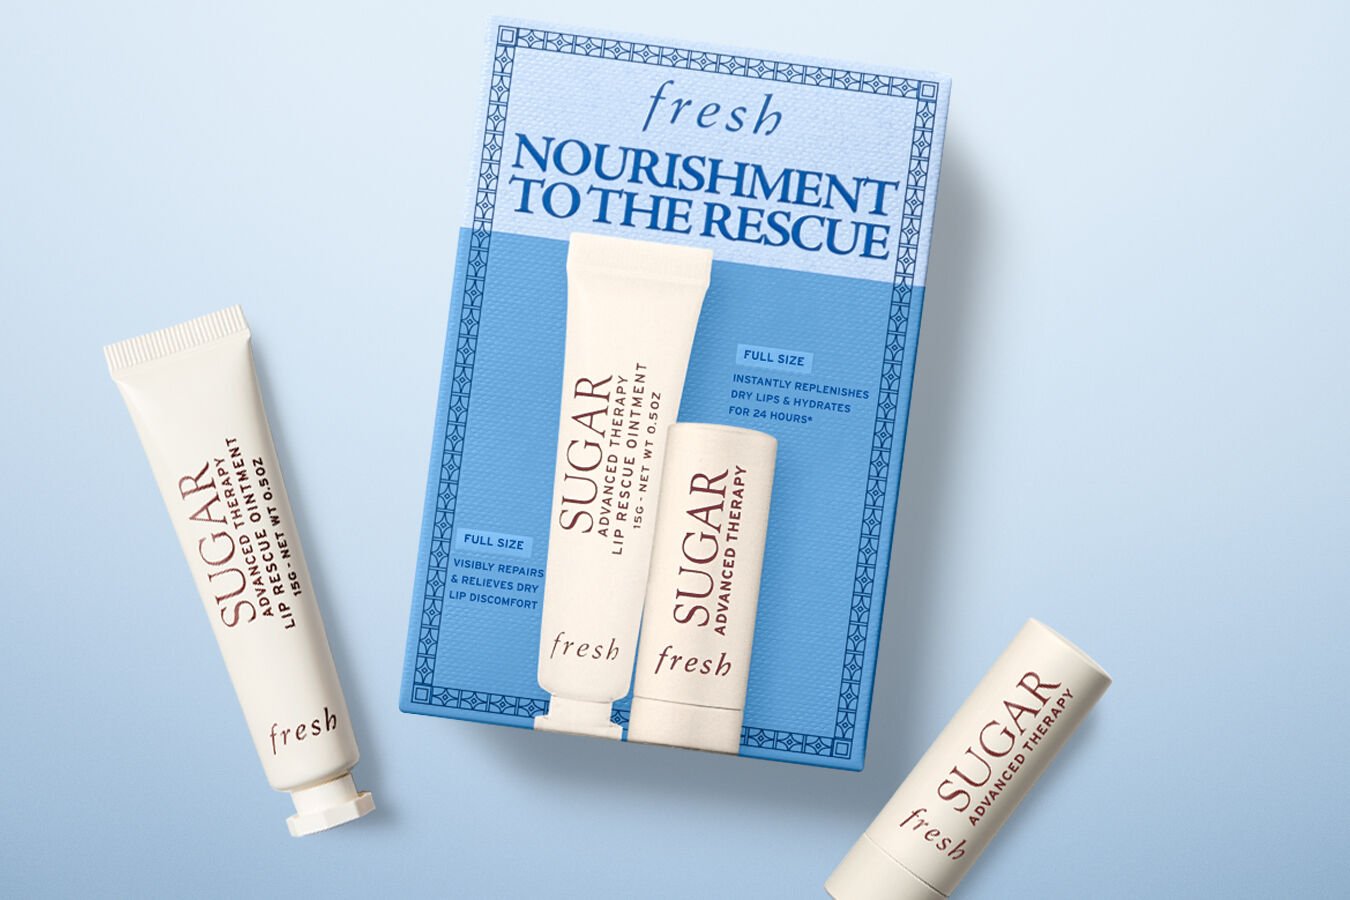 fresh
NOURISHMENT
TO THE RESCUE
FULL SIZE
INSTANTLY REPLENISHES
DRY LIPS & HYDRATES
FOR 24 HOURS*
SUGAR
ADVANCED THERAPY
LIP RESCUE OINTMENT
15G - NET WT 0.5OZ
fresh
SUGAR
ADVANCED THERAPY
fresh
FULL SIZE
VISIBLY REPAIRS
& RELIEVES DRY
LIP DISCOMFORT
SUGAR
ADVANCED THERAPY
LIP RESCUE OINTMENT
15G - NET WT 0.5OZ
fresh
SUGAR
ADVANCED THERAPY
fresh